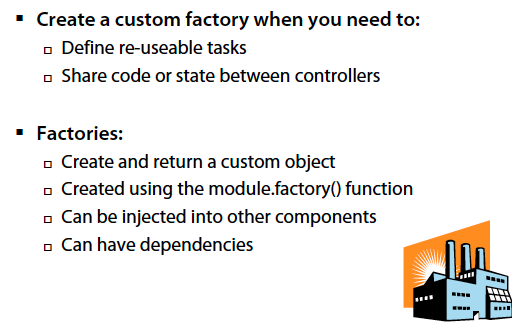 ▪ Create a custom factory when you need to:
▫ Define re-useable tasks
▫ Share code or state between controllers
▪ Factories:
▫ Create and return a custom object
▫ Created using the module.factory() function
▫ Can be injected into other components
▫ Can have dependencies